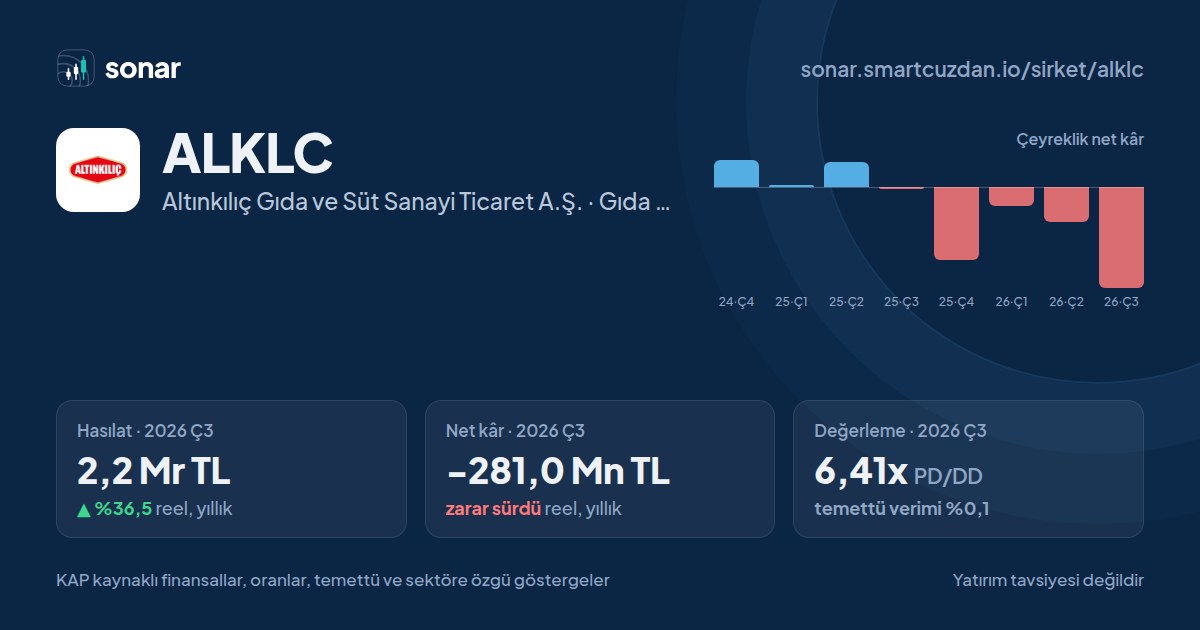 sonar
sonar.smartcuzdan.io/sirket/alklc
ALTINKILIÇ
ALKLC
Altınkılıç Gıda ve Süt Sanayi Ticaret A.Ş. · Gıda ...
Çeyreklik net kâr
24·Ç4 25·Ç1 25·Ç2 25·Ç3 25·Ç4 26·Ç1 26·Ç2 26·Ç3
Hasılat · 2026 Ç3
2,2 Mr TL
▲ %36,5 reel, yıllık
Net kâr · 2026 Ç3
−281,0 Mn TL
zarar sürdü reel, yıllık
Değerleme · 2026 Ç3
6,41x PD/DD
temettü verimi %0,1
KAP kaynaklı finansallar, oranlar, temettü ve sektöre özgü göstergeler
Yatırım tavsiyesi değildir